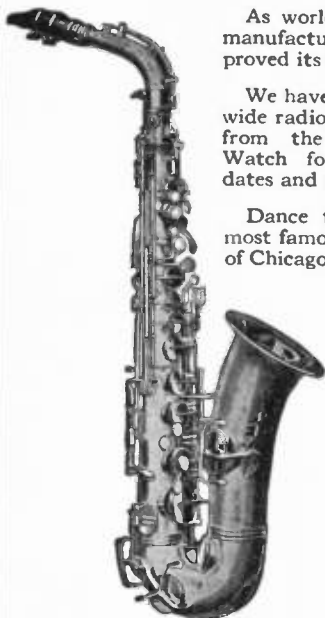 As worl
manufactu
proved its
We have
wide radio
from the
Watch fo
dates and
Dance t
most famo
of Chicago